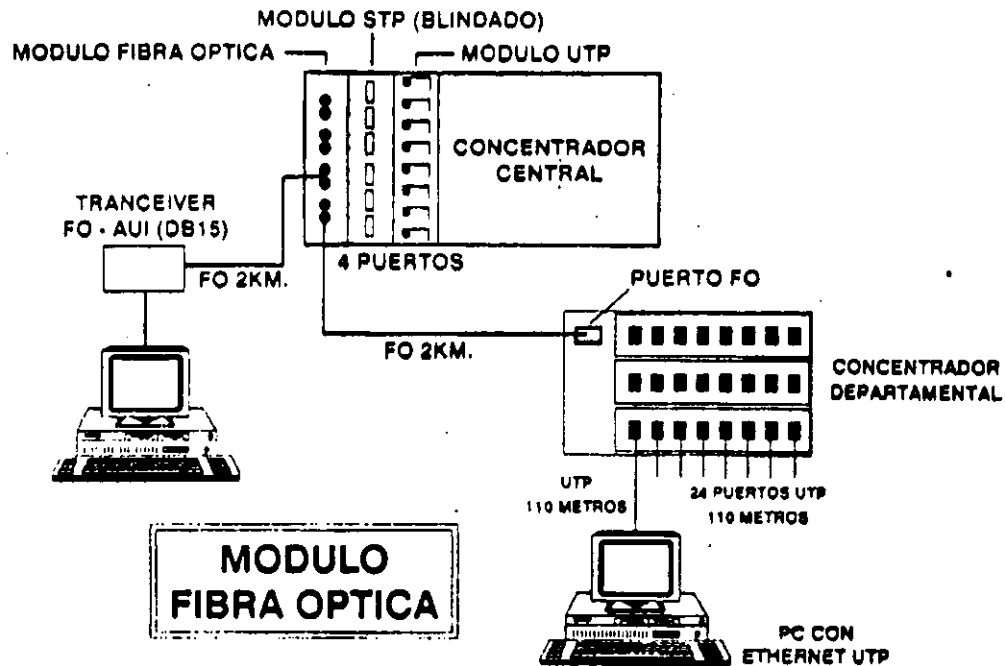 MODULO STP (BLINDADO)
MODULO FIBRA OPTICA
MODULO UTP
CONCENTRADOR
CENTRAL
TRANCEIVER
FO - AUI (DB15)
FO 2KM.
4 PUERTOS
PUERTO FO
FO 2KM.
CONCENTRADOR
DEPARTAMENTAL
UTP
110 METROS
24 PUERTOS UTP
110 METROS
MODULO
FIBRA OPTICA
PC CON
ETHERNET UTP